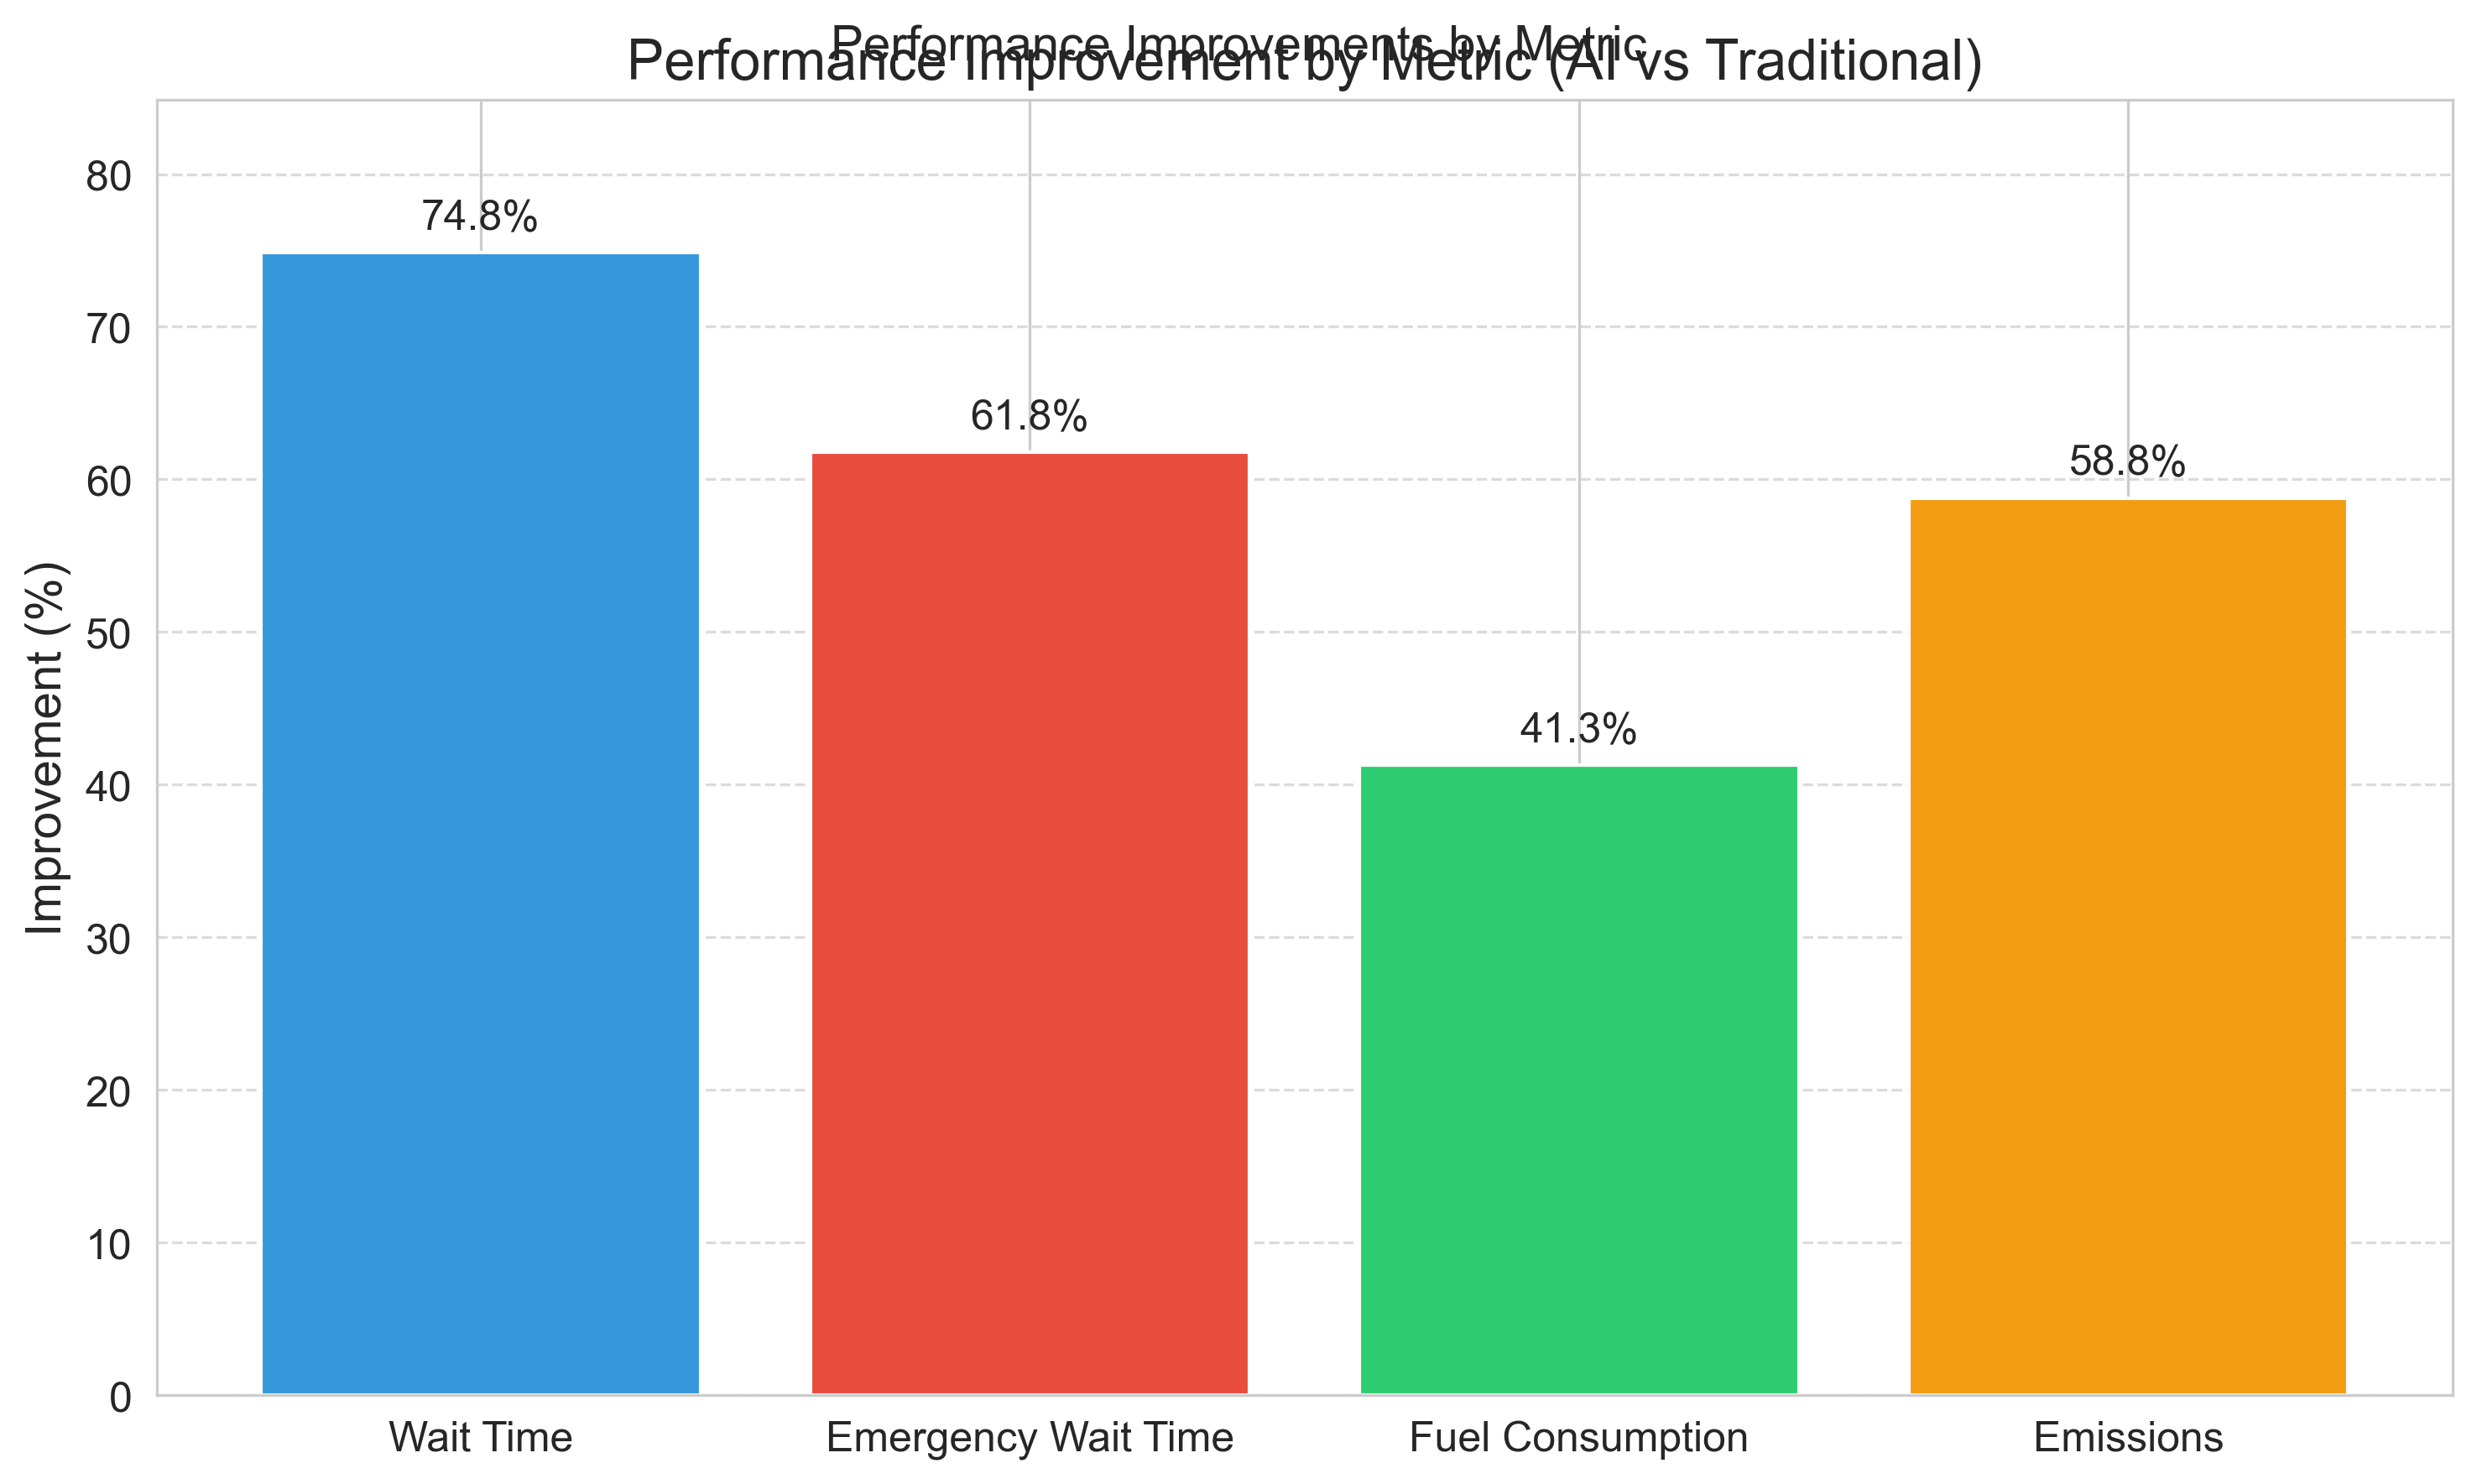 Performance Improvements by Metric
Performance Improvement by Metric (AI vs Traditional)
Improvement (%)
80
70
60
50
40
30
20
10
0
74.8%
61.8%
41.3%
58.8%
Wait Time
Emergency Wait Time
Fuel Consumption
Emissions